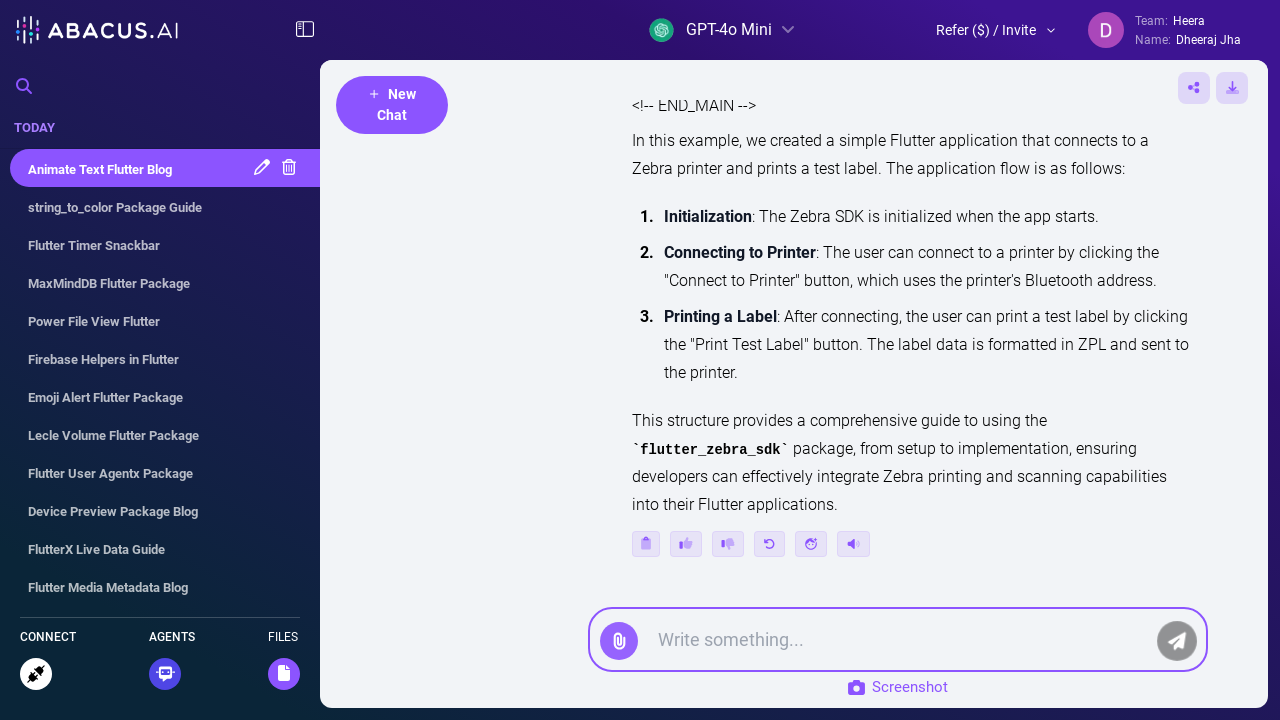 ABACUS.AI
GPT-4o Mini
Refer ($) / Invite
D
Team: Heera
Name: Dheeraj Jha
TODAY
Animate Text Flutter Blog
string_to_color Package Guide
Flutter Timer Snackbar
MaxMindDB Flutter Package
Power File View Flutter
Firebase Helpers in Flutter
Emoji Alert Flutter Package
Lecle Volume Flutter Package
Flutter User Agentx Package
Device Preview Package Blog
FlutterX Live Data Guide
Flutter Media Metadata Blog
CONNECT
AGENTS
FILES
+ New
Chat
<!-- END_MAIN -->
In this example, we created a simple Flutter application that connects to a
Zebra printer and prints a test label. The application flow is as follows:
1. Initialization: The Zebra SDK is initialized when the app starts.
2. Connecting to Printer: The user can connect to a printer by clicking the
"Connect to Printer" button, which uses the printer's Bluetooth address.
3. Printing a Label: After connecting, the user can print a test label by clicking
the "Print Test Label" button. The label data is formatted in ZPL and sent to
the printer.
This structure provides a comprehensive guide to using the
`flutter_zebra_sdk` package, from setup to implementation, ensuring
developers can effectively integrate Zebra printing and scanning capabilities
into their Flutter applications.
Write something...
Screenshot